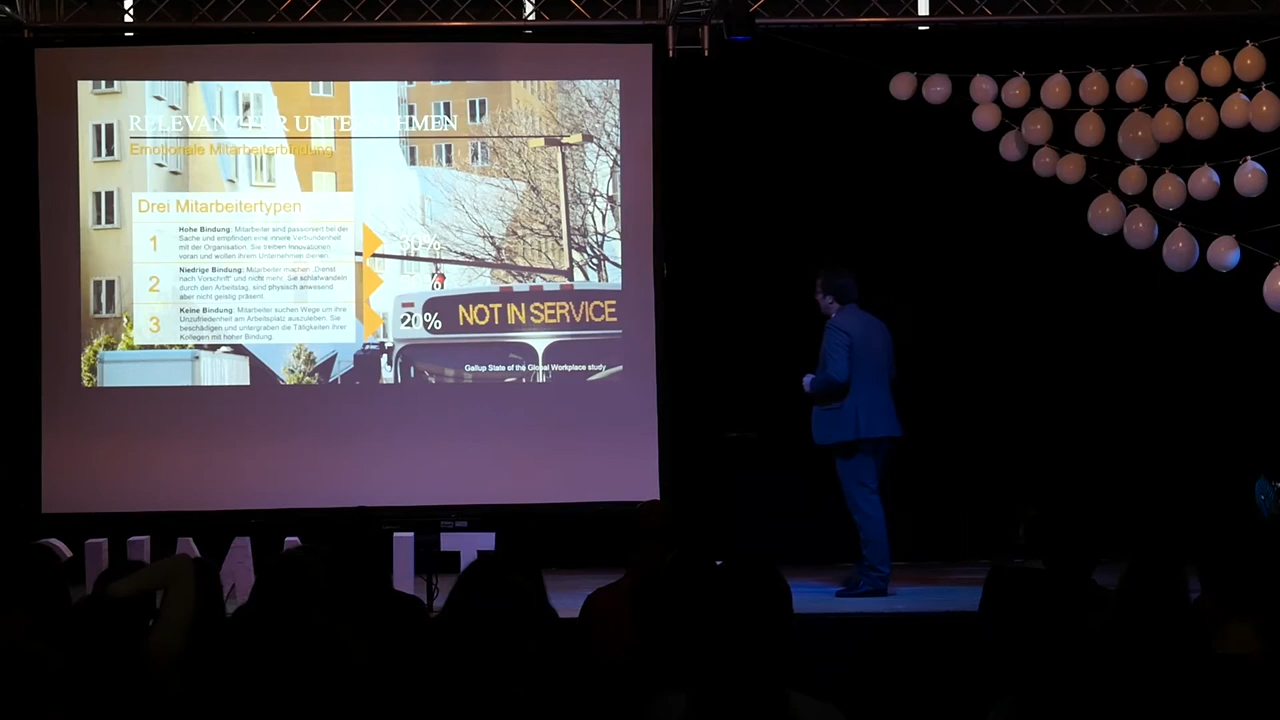 RELEVANZ FÜR UNTERNEHMEN
Emotionale Mitarbeiterbindung
Drei Mitarbeitertypen
1
Hohe Bindung: Mitarbeiter sind passioniert bei der
Sache und empfinden eine innere Verbundenheit
mit der Organisation. Sie treiben Innovationen
voran und wollen ihrem Unternehmen dienen.
30%
2
Niedrige Bindung: Mitarbeiter machen „Dienst
nach Vorschrift“ und nicht mehr. Sie schlafwandeln
durch den Arbeitstag, sind physisch anwesend
aber nicht geistig präsent.
%
3
Keine Bindung: Mitarbeiter suchen Wege um ihre
Unzufriedenheit am Arbeitsplatz auszuleben. Sie
beschädigen und untergraben die Tätigkeiten ihrer
Kollegen mit hoher Bindung.
20%
NOT IN SERVICE
Gallup State of the Global Workplace study